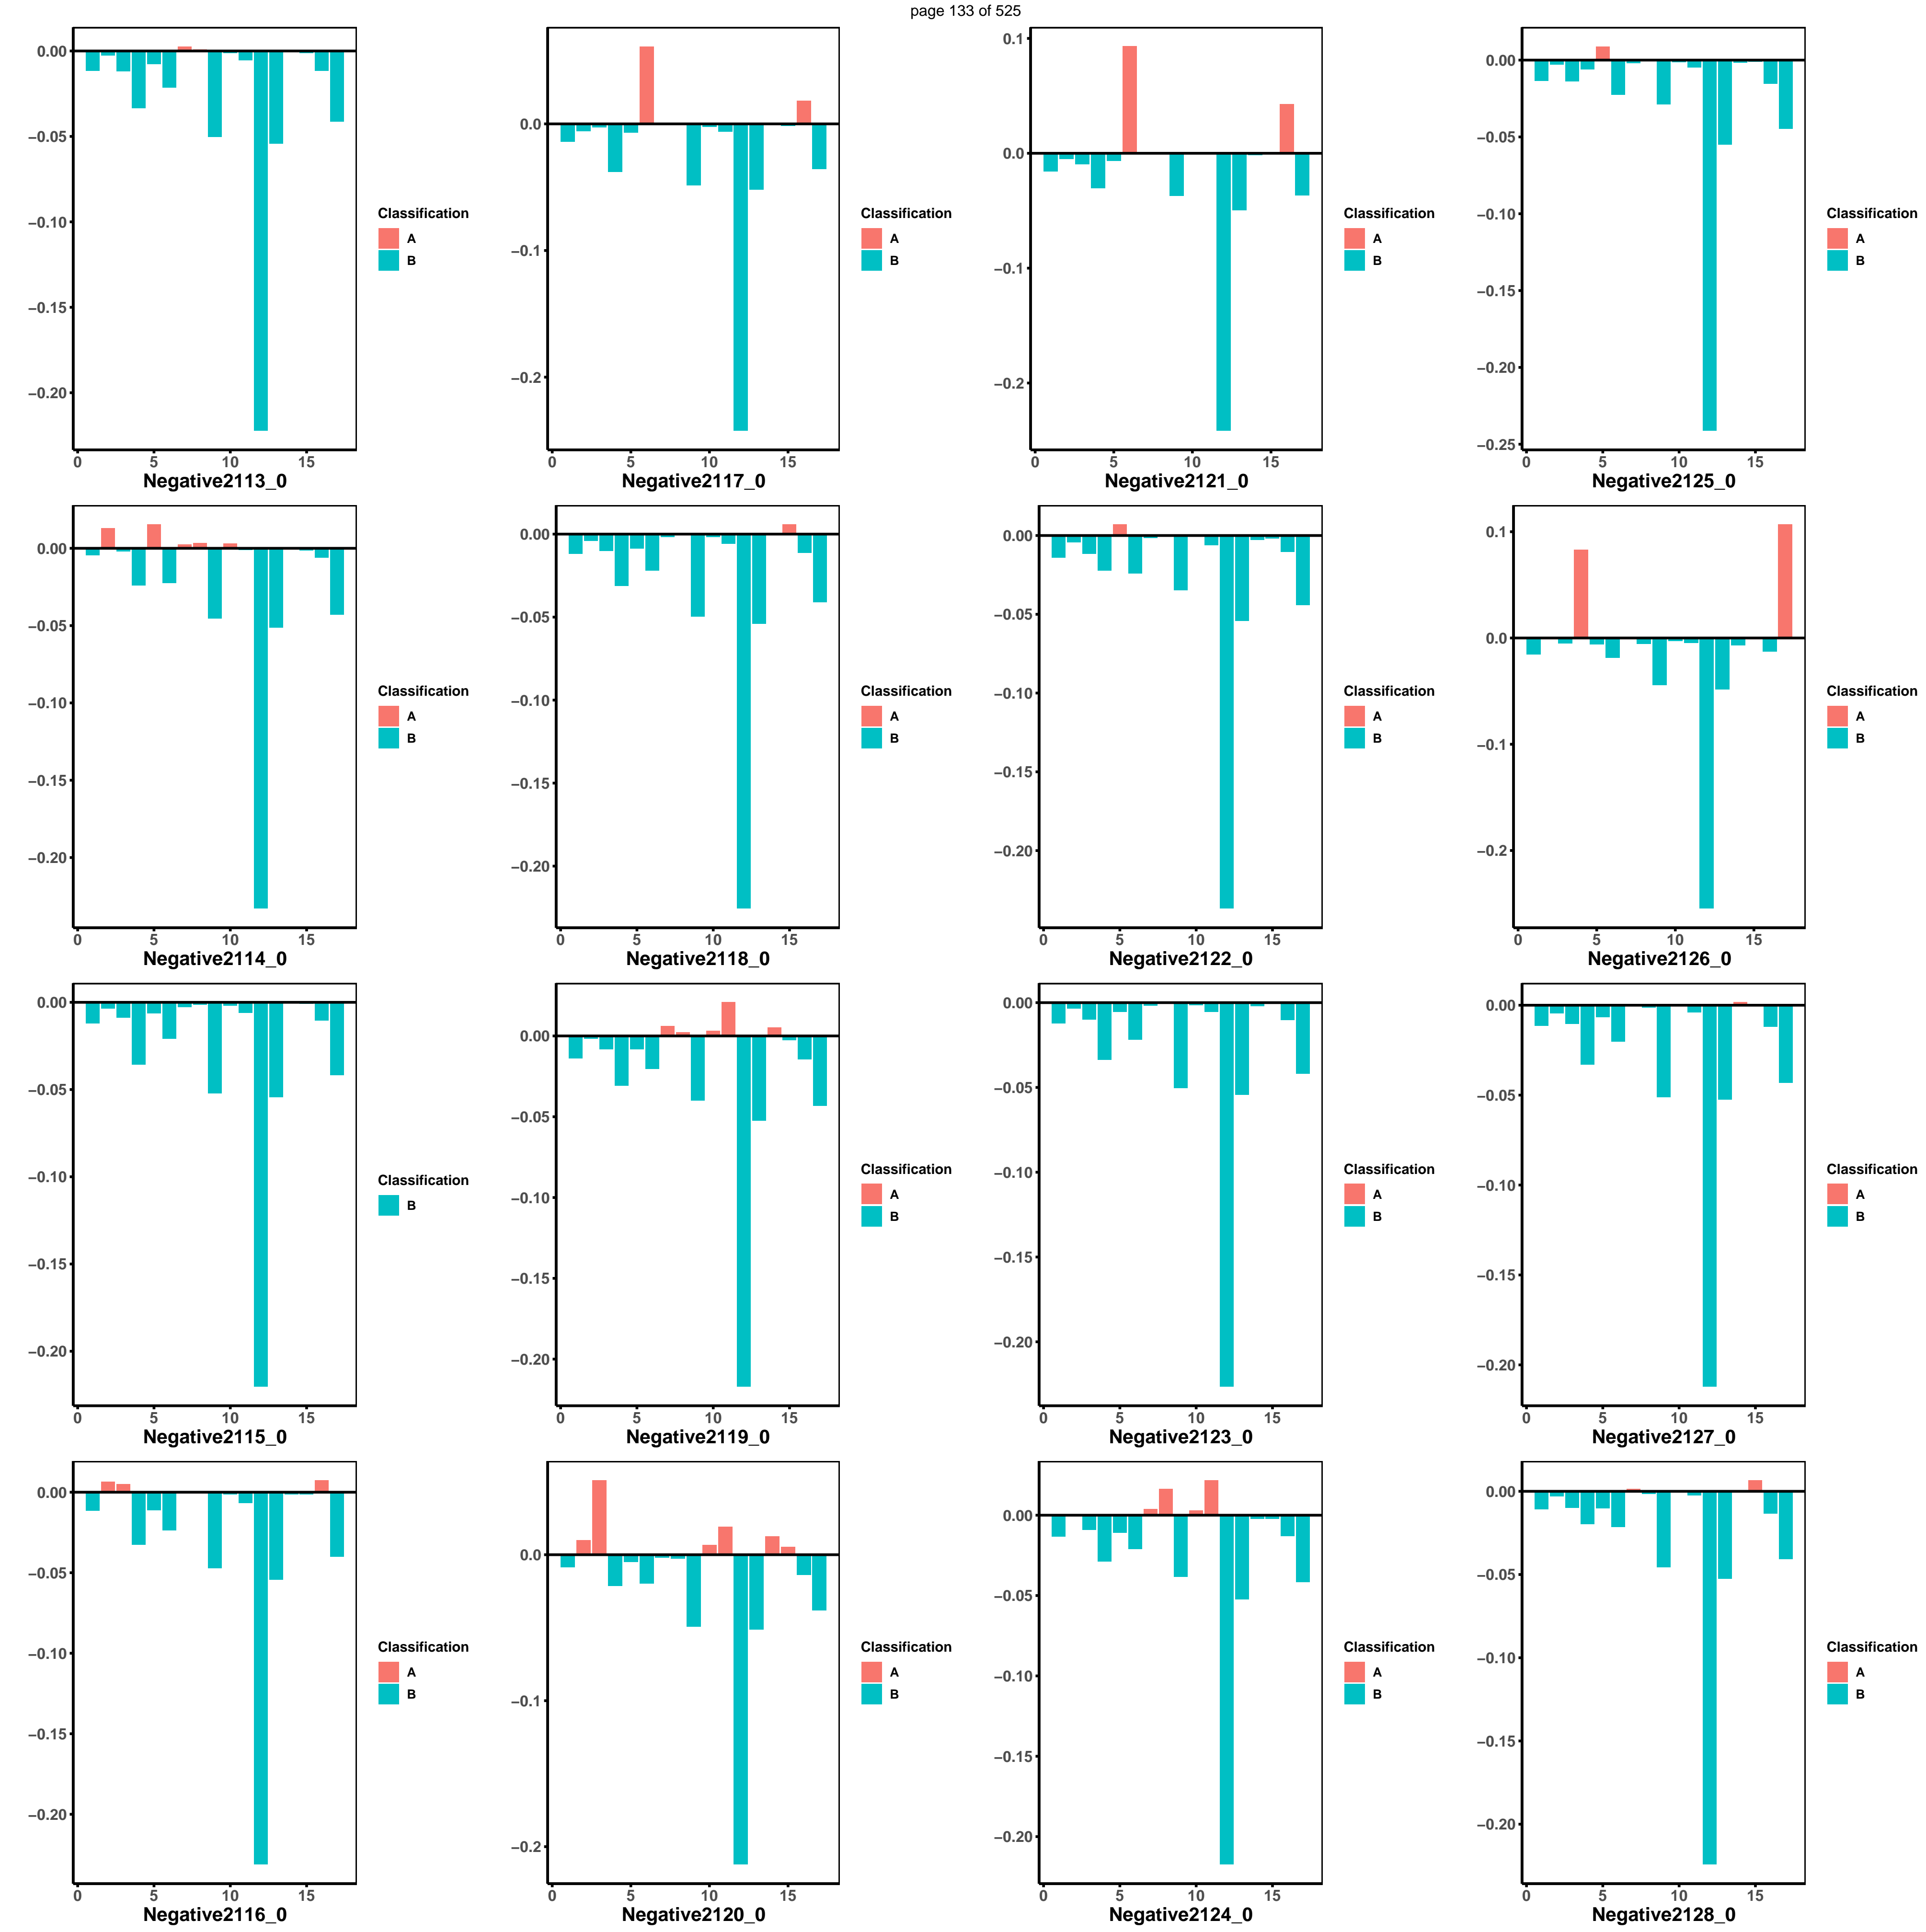 page 133 of 525
0.00
−0.05
−0.10
−0.15
−0.20
0 5 10 15
Negative2113_0
Classification
A
B
0.0
−0.1
−0.2
0 5 10 15
Negative2117_0
Classification
A
B
0.1
0.0
−0.1
−0.2
0 5 10 15
Negative2121_0
Classification
A
B
0.00
−0.05
−0.10
−0.15
−0.20
−0.25
0 5 10 15
Negative2125_0
Classification
A
B
0.00
−0.05
−0.10
−0.15
−0.20
0 5 10 15
Negative2114_0
Classification
A
B
0.00
−0.05
−0.10
−0.15
−0.20
0 5 10 15
Negative2118_0
Classification
A
B
0.00
−0.05
−0.10
−0.15
−0.20
0 5 10 15
Negative2122_0
Classification
A
B
0.1
0.0
−0.1
−0.2
0 5 10 15
Negative2126_0
Classification
A
B
0.00
−0.05
−0.10
−0.15
−0.20
0 5 10 15
Negative2115_0
Classification
B
0.00
−0.05
−0.10
−0.15
−0.20
0 5 10 15
Negative2119_0
Classification
A
B
0.00
−0.05
−0.10
−0.15
−0.20
0 5 10 15
Negative2123_0
Classification
A
B
0.00
−0.05
−0.10
−0.15
−0.20
0 5 10 15
Negative2127_0
Classification
A
B
0.00
−0.05
−0.10
−0.15
−0.20
0 5 10 15
Negative2116_0
Classification
A
B
0.0
−0.1
−0.2
0 5 10 15
Negative2120_0
Classification
A
B
0.00
−0.05
−0.10
−0.15
−0.20
0 5 10 15
Negative2124_0
Classification
A
B
0.00
−0.05
−0.10
−0.15
−0.20
0 5 10 15
Negative2128_0
Classification
A
B